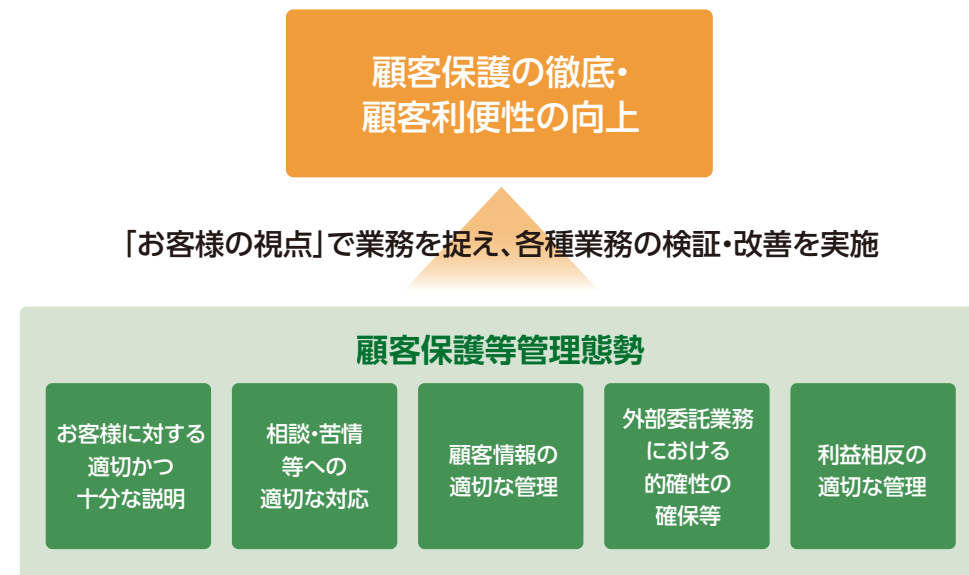 顧客保護の徹底・
顧客利便性の向上
「お客様の視点」で業務を捉え、各種業務の検証・改善を実施
顧客保護等管理態勢
お客様に対する
適切かつ
十分な説明
相談・苦情
等への
適切な対応
顧客情報の
適切な管理
外部委託業務
における
的確性の
確保等
利益相反の
適切な管理